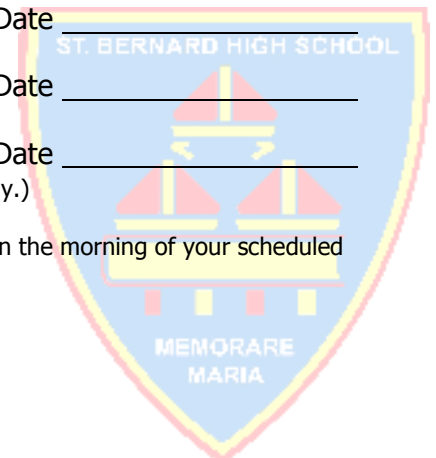 Date
ST. BERNARD HIGH SCHOOL
Date
Date
y.)
n the morning of your scheduled
MEMORARE
MARIA